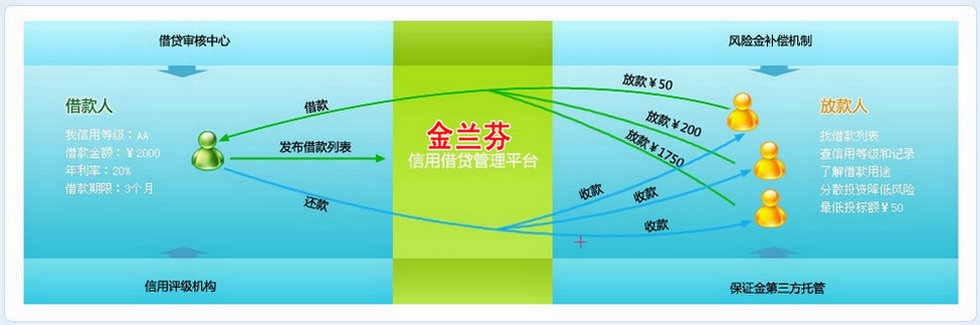 借贷审核中心
风险金补偿机制
借款人
我信用等级：AA
借款金额：￥2000
年利率：20%
借款期限：3个月
借款
发布借款列表
还款
金兰芬
信用借贷管理平台
放款￥50
放款￥200
放款￥1750
收款
收款
收款
放款人
找借款列表
查信用等级和记录
了解借款用途
分散投资降低风险
最低投标额￥50
信用评级机构
保证金第三方托管